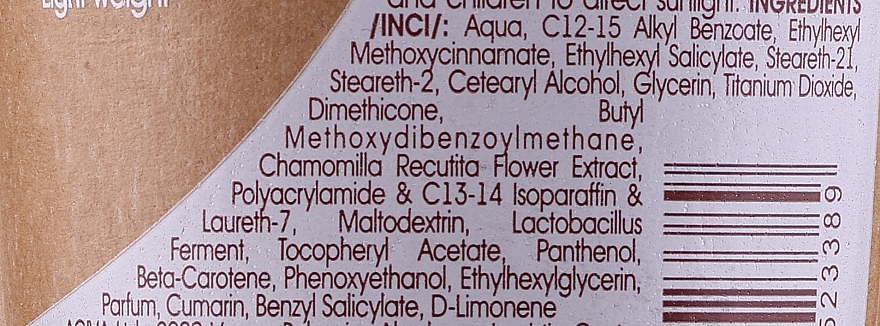 Lightweight
and children to direct sunlight. INGREDIENTS
/INCI/: Aqua, C12-15 Alkyl Benzoate, Ethylhexyl
Methoxycinnamate, Ethylhexyl Salicylate, Steareth-21,
Steareth-2, Cetearyl Alcohol, Glycerin, Titanium Dioxide,
Dimethicone, Butyl
Methoxydibenzoylmethane,
Chamomilla Recutita Flower Extract,
Polyacrylamide & C13-14 Isoparaffin &
Laureth-7, Maltodextrin, Lactobacillus
Ferment, Tocopheryl Acetate, Panthenol,
Beta-Carotene, Phenoxyethanol, Ethylhexylglycerin,
Parfum, Cumarin, Benzyl Salicylate, D-Limonene
523389